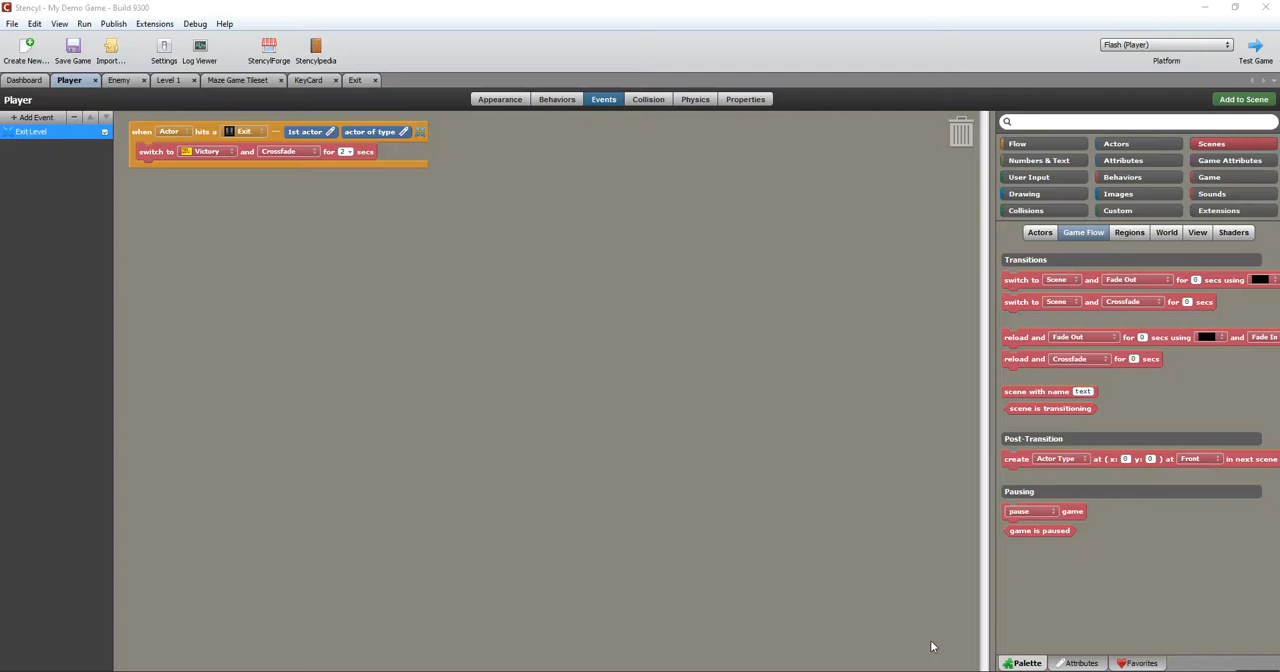 Stencyl - My Demo Game - Build 9300
File Edit View Run Publish Extensions Debug Help
Create New... Save Game Import... Settings Log Viewer StencylForge Stencylpedia
Flash (Player)
Platform Test Game
Dashboard Player × Enemy × Level 1 × Maze Game Tileset × KeyCard × Exit ×
Player Appearance Behaviors Events Collision Physics Properties Add to Scene
+ Add Event
Exit Level
when Actor hits a Exit — 1st actor actor of type
switch to Victory and Crossfade for 2 secs
Flow Actors Scenes
Numbers & Text Attributes Game Attributes
User Input Behaviors Game
Drawing Images Sounds
Collisions Custom Extensions
Actors Game Flow Regions World View Shaders
Transitions
switch to Scene and Fade Out for 0 secs using
switch to Scene and Crossfade for 0 secs
reload and Fade Out for 0 secs using and Fade In
reload and Crossfade for 0 secs
scene with name text
scene is transitioning
Post-Transition
create Actor Type at ( x: 0 y: 0 ) at Front in next scene
Pausing
pause game
game is paused
Palette Attributes Favorites